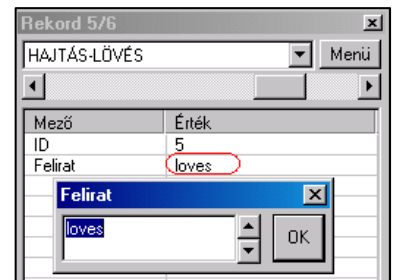 Rekord 5/6
HAJTÁS-LÖVÉS
Menü
Mező Érték
ID 5
Felirat loves
Felirat
loves
OK